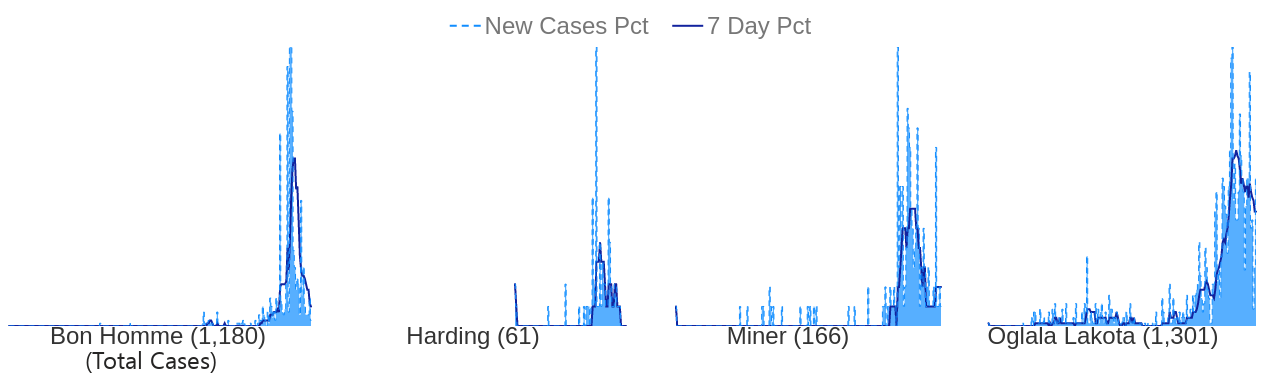 New Cases Pct 7 Day Pct
Bon Homme (1,180) Harding (61) Miner (166) Oglala Lakota (1,301)
(Total Cases)